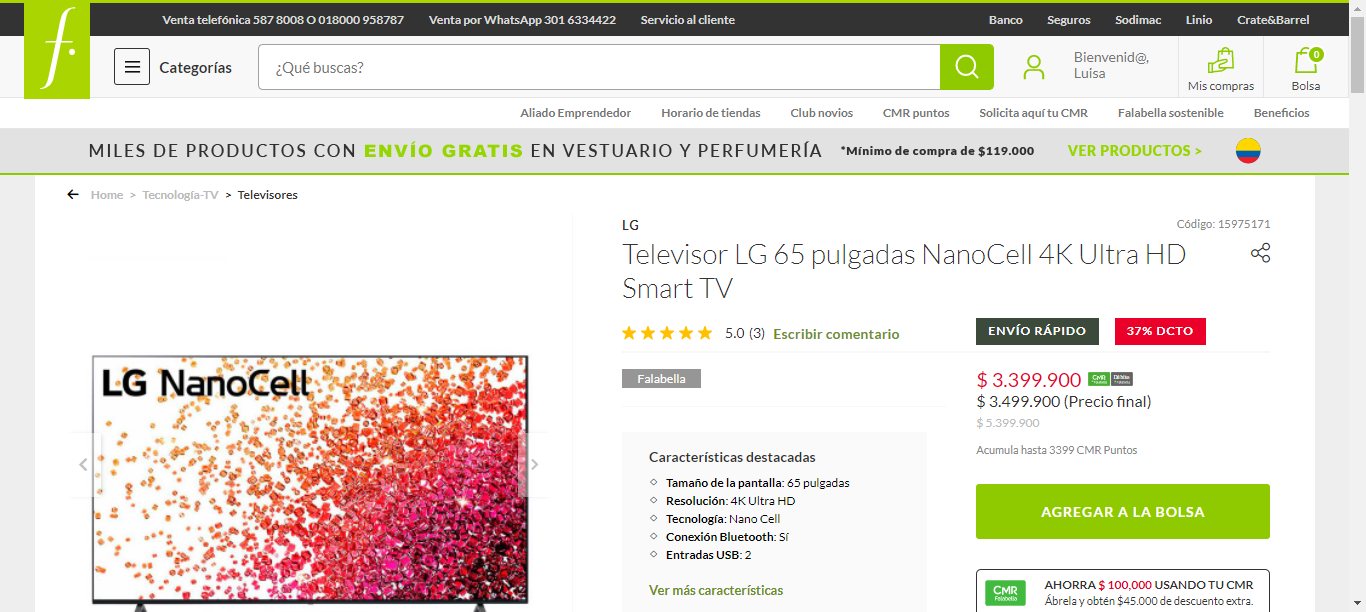 Venta telefónica 587 8008 O 018000 958787 Venta por WhatsApp 301 6334422 Servicio al cliente Banco Seguros Sodimac Linio Crate&Barrel
f.
Categorías ¿Qué buscas? Bienvenid@, Luisa Mis compras 0 Bolsa
Aliado Emprendedor Horario de tiendas Club novios CMR puntos Solicita aquí tu CMR Falabella sostenible Beneficios
MILES DE PRODUCTOS CON ENVÍO GRATIS EN VESTUARIO Y PERFUMERÍA *Mínimo de compra de $119.000 VER PRODUCTOS >
Home > Tecnología-TV > Televisores
LG NanoCell
LG
Código: 15975171
Televisor LG 65 pulgadas NanoCell 4K Ultra HD
Smart TV
5.0 (3) Escribir comentario
ENVÍO RÁPIDO 37% DCTO
Falabella
$ 3.399.900 CMR
$ 3.499.900 (Precio final)
$ 5.399.900
Acumula hasta 3399 CMR Puntos
Características destacadas
Tamaño de la pantalla: 65 pulgadas
Resolución: 4K Ultra HD
Tecnología: Nano Cell
Conexión Bluetooth: Sí
Entradas USB: 2
Ver más características
AGREGAR A LA BOLSA
CMR
Falabella
AHORRA $ 100,000 USANDO TU CMR
Ábrela y obtén $45.000 de descuento extra.